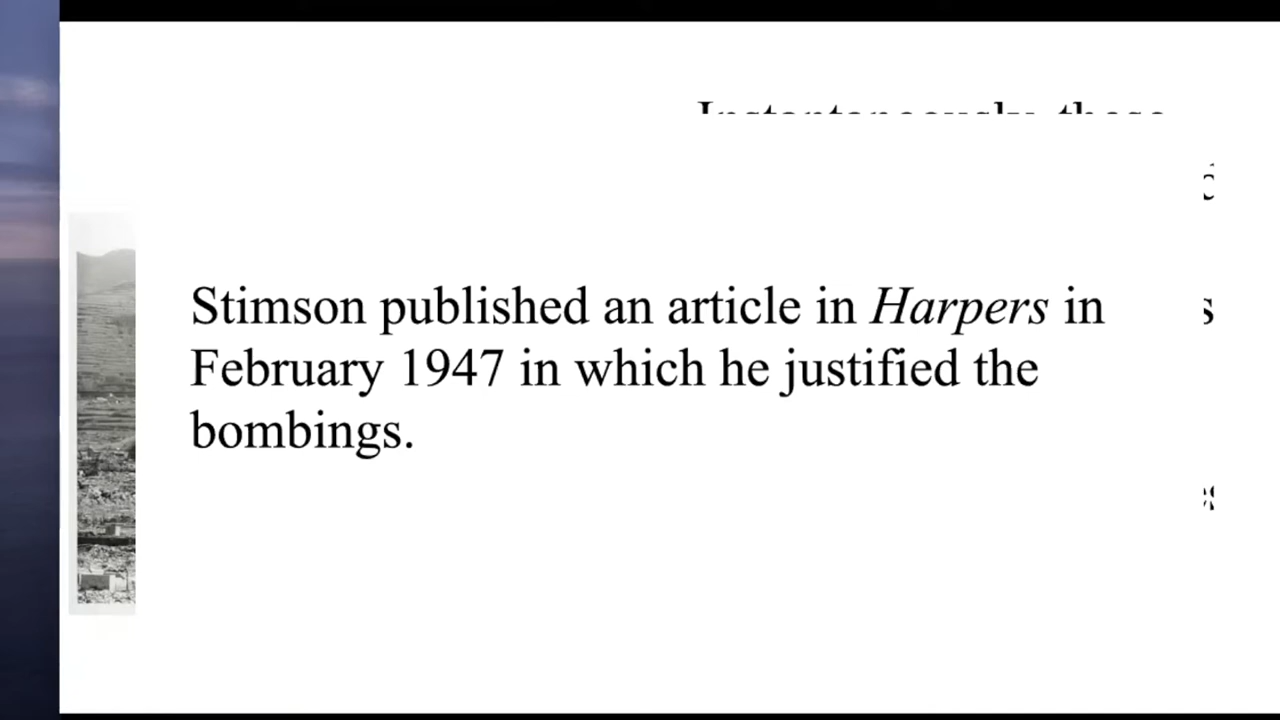 Stimson published an article in Harpers in
February 1947 in which he justified the
bombings.